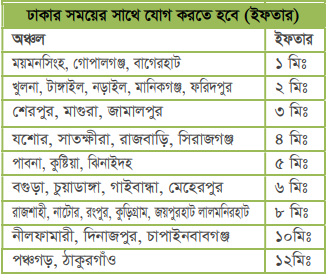 ঢাকার সময়ের সাথে যোগ করতে হবে (ইফতার)
অঞ্চল ইফতার
ময়মনসিংহ, গোপালগঞ্জ, বাগেরহাট ১ মিঃ
খুলনা, টাঙ্গাইল, নড়াইল, মানিকগঞ্জ, ফরিদপুর ২ মিঃ
শেরপুর, মাগুরা, জামালপুর ৩ মিঃ
যশোর, সাতক্ষীরা, রাজবাড়ি, সিরাজগঞ্জ ৪ মিঃ
পাবনা, কুষ্টিয়া, ঝিনাইদহ ৫ মিঃ
বগুড়া, চুয়াডাঙ্গা, গাইবান্ধা, মেহেরপুর ৬ মিঃ
রাজশাহী, নাটোর, রংপুর, কুড়িগ্রাম, জয়পুরহাট লালমনিরহাট ৮ মিঃ
নীলফামারী, দিনাজপুর, চাপাইনবাবগঞ্জ ১০মিঃ
পঞ্চগড়, ঠাকুরগাঁও ১২মিঃ